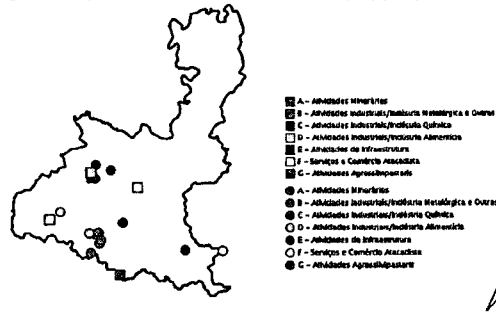 A - Atividades Minerárias
B - Atividades Industriais/Indústria Metalúrgica e Outras
C - Atividades Industriais/Indústria Química
D - Atividades Industriais/Indústria Alimentícia
E - Atividades de Infraestrutura
F - Serviços e Comércio Atacadista
G - Atividades Agrossilvipastoris
A - Atividades Minerárias
B - Atividades Industriais/Indústria Metalúrgica e Outras
C - Atividades Industriais/Indústria Química
D - Atividades Industriais/Indústria Alimentícia
E - Atividades de Infraestrutura
F - Serviços e Comércio Atacadista
G - Atividades Agrossilvipastoris